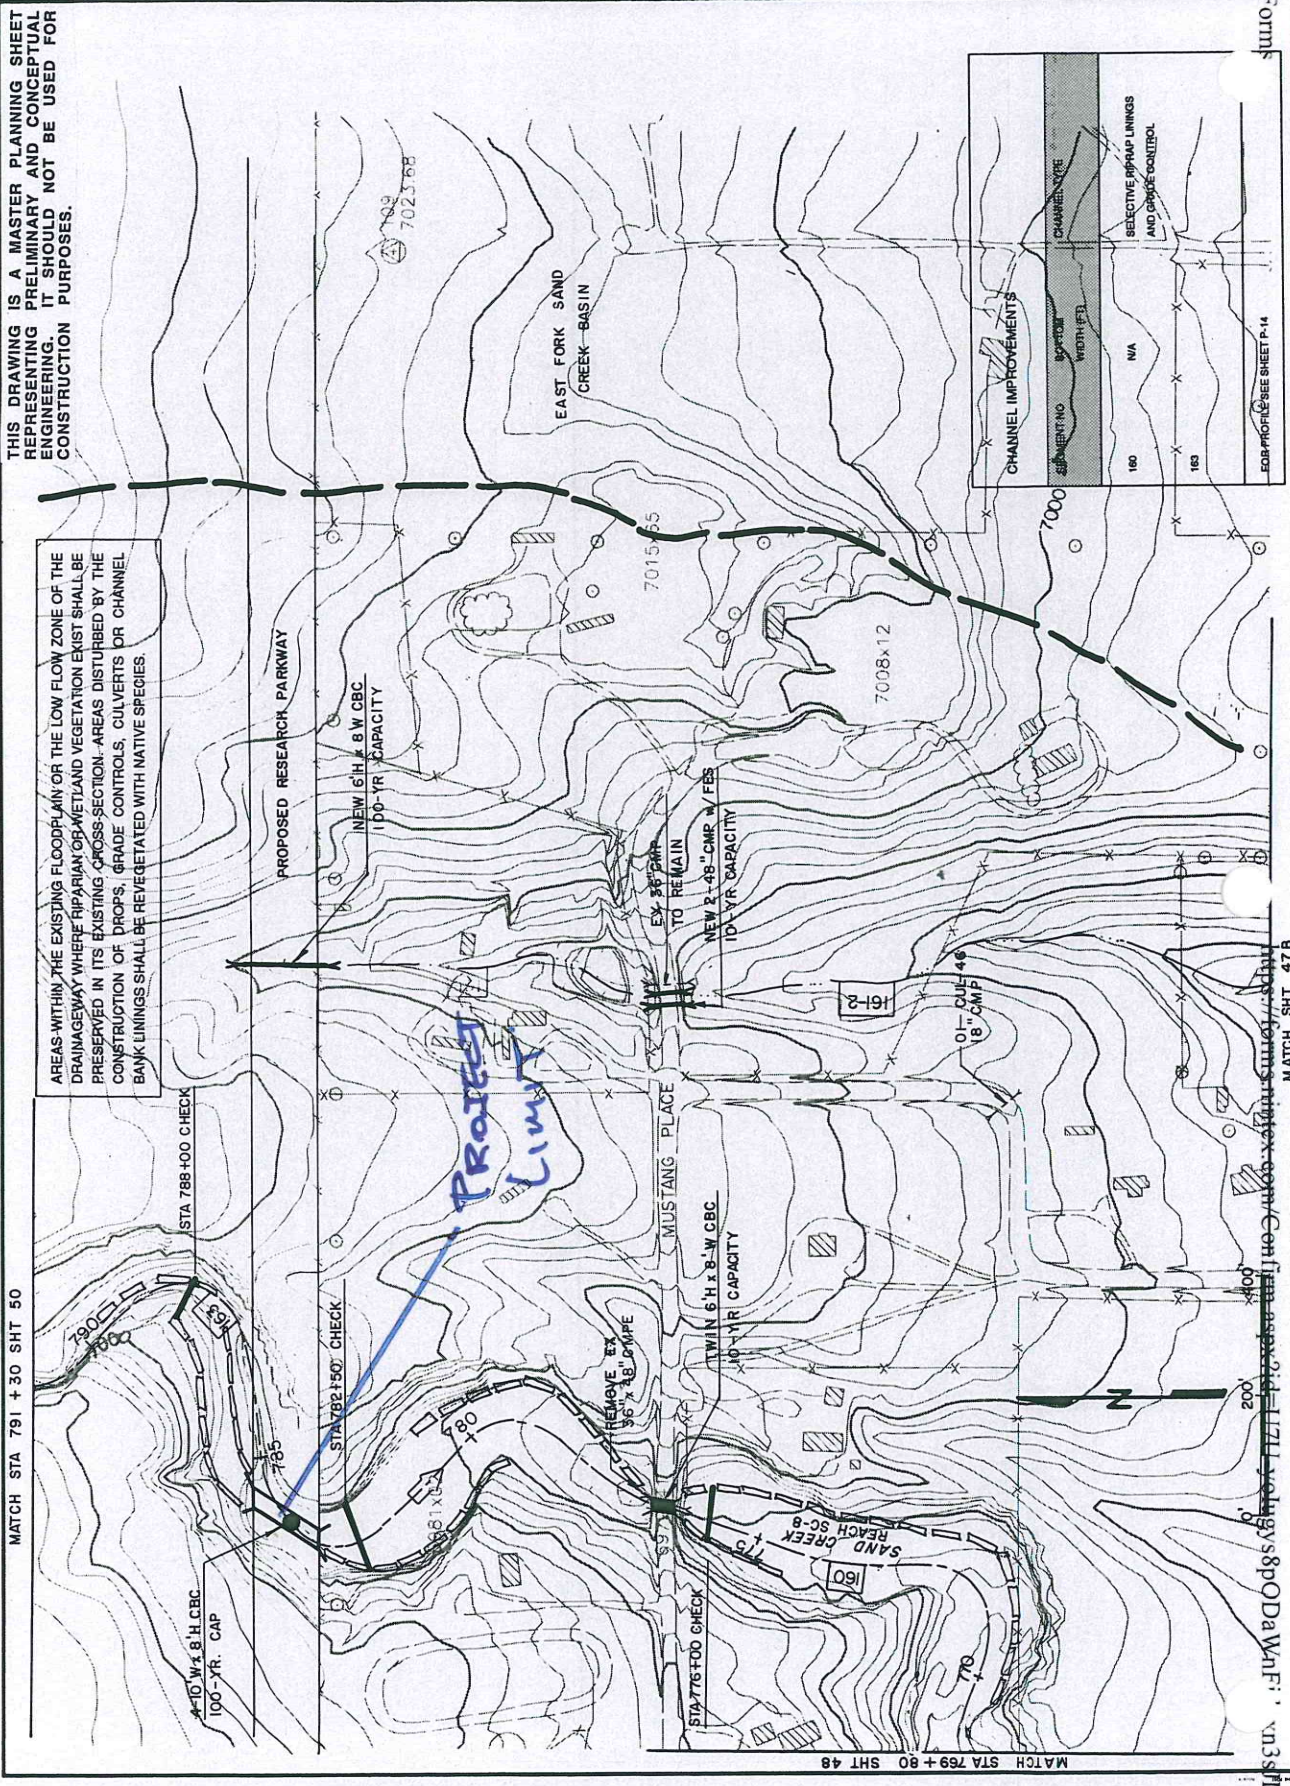 THIS DRAWING IS A MASTER PLANNING SHEET
REPRESENTING PRELIMINARY AND CONCEPTUAL
ENGINEERING. IT SHOULD NOT BE USED FOR
CONSTRUCTION PURPOSES.
MATCH STA 791+30 SHT 50
AREAS WITHIN THE EXISTING FLOODPLAIN OR THE LOW FLOW ZONE OF THE
DRAINAGEWAY WHERE RIPARIAN OR WETLAND VEGETATION EXIST SHALL BE
PRESERVED IN ITS EXISTING CROSS-SECTION. AREAS DISTURBED BY THE
CONSTRUCTION OF DROPS, GRADE CONTROLS, CULVERTS OR CHANNEL
BANK LININGS SHALL BE REVEGETATED WITH NATIVE SPECIES.
STA 788+00 CHECK
790
7000
163
785
4-10'W x 8'H CBC
100-YR. CAP
STA 782+50 CHECK
780
PROPOSED RESEARCH PARKWAY
NEW 6'H x 8'W CBC
100-YR CAPACITY
109
7023.68
EAST FORK SAND
CREEK BASIN
PROJECT
LIMIT
7015x65
7008x12
EX 36" CMP
TO REMAIN
NEW 2-48" CMP w/ FES
10-YR CAPACITY
MUSTANG PLACE
REMOVE EX
36" x 48" CMPE
TWIN 6'H x 8'W CBC
10-YR CAPACITY
161-2
01-CUL-46
18" CMP
STA 776+00 CHECK
775
SAND CREEK
REACH SC-8
160
770
7000
N
0' 200' 400'
CHANNEL IMPROVEMENTS
SEGMENT NO BOTTOM CHANNEL TYPE
WIDTH (FT)
160 N/A SELECTIVE RIPRAP LININGS
AND GRADE CONTROL
163
FOR PROFILE SEE SHEET P-14
MATCH STA 769+80 SHT 48
MATCH SHT 47B
Forms